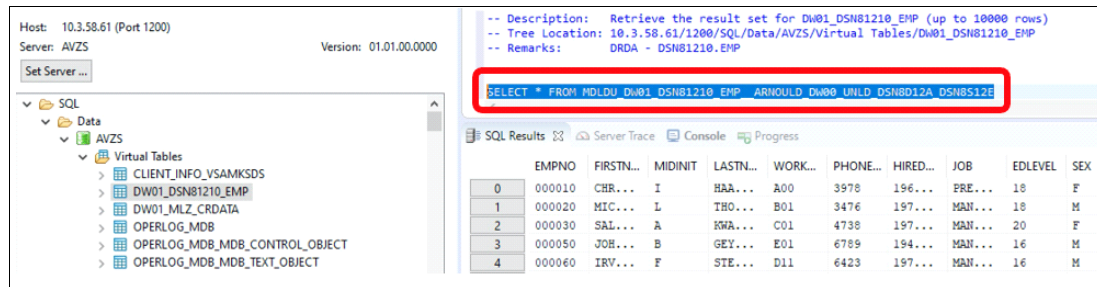 Host: 10.3.58.61 (Port 1200)
Server: AVZS Version: 01.01.00.0000
Set Server ...
SQL
Data
AVZS
Virtual Tables
CLIENT_INFO_VSAMKSDS
DW01_DSN81210_EMP
DW01_MLZ_CRDATA
OPERLOG_MDB
OPERLOG_MDB_MDB_CONTROL_OBJECT
OPERLOG_MDB_MDB_TEXT_OBJECT
-- Description: Retrieve the result set for DW01_DSN81210_EMP (up to 10000 rows)
-- Tree Location: 10.3.58.61/1200/SQL/Data/AVZS/Virtual Tables/DW01_DSN81210_EMP
-- Remarks: DRDA - DSN81210.EMP
SELECT * FROM MDLDU_DW01_DSN81210_EMP__ARNOULD_DW00_UNLD_DSN8D12A_DSN8S12E
SQL Results Server Trace Console Progress
EMPNO FIRSTN... MIDINIT LASTN... WORK... PHONE... HIRED... JOB EDLEVEL SEX
0 000010 CHR... I HAA... A00 3978 196... PRE... 18 F
1 000020 MIC... L THO... B01 3476 197... MAN... 18 M
2 000030 SAL... A KWA... C01 4738 197... MAN... 20 F
3 000050 JOH... B GEY... E01 6789 194... MAN... 16 M
4 000060 IRV... F STE... D11 6423 197... MAN... 16 M